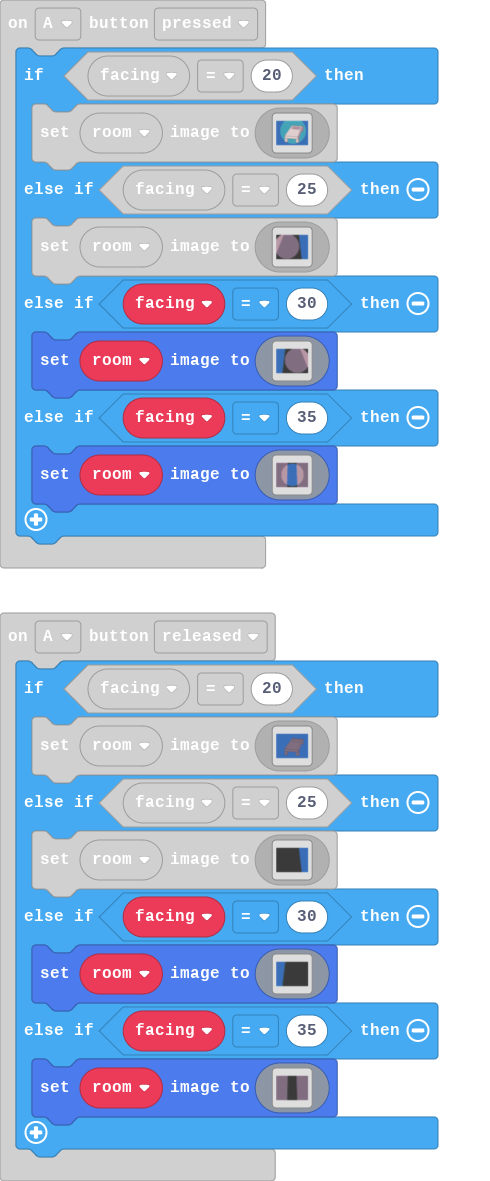 on A button pressed
if facing = 20 then
set room image to
else if facing = 25 then
set room image to
else if facing = 30 then
set room image to
else if facing = 35 then
set room image to
on A button released
if facing = 20 then
set room image to
else if facing = 25 then
set room image to
else if facing = 30 then
set room image to
else if facing = 35 then
set room image to